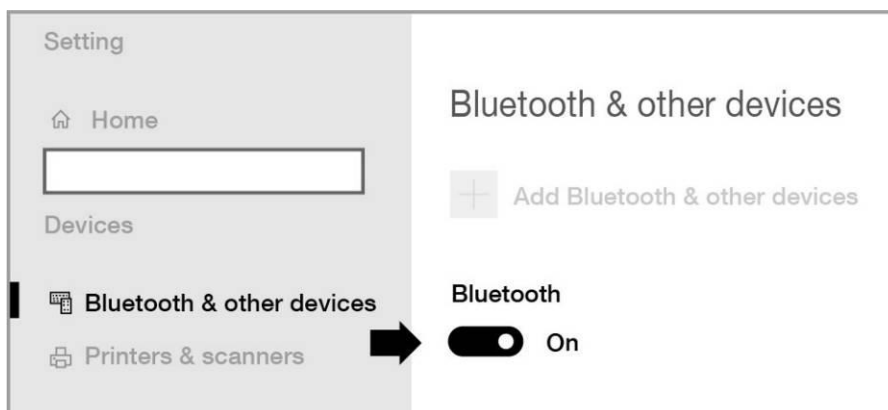 Setting
Home
Devices
Bluetooth & other devices
Printers & scanners
Bluetooth & other devices
Add Bluetooth & other devices
Bluetooth
On